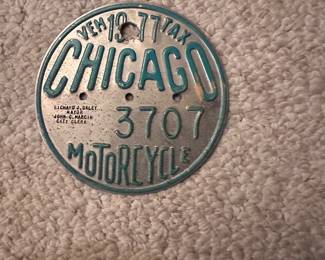 VEH 1977 TAX
CHICAGO
RICHARD J. DALEY
MAYOR
JOHN C. MARCIN
CITY CLERK
3707
MOTORCYCLE